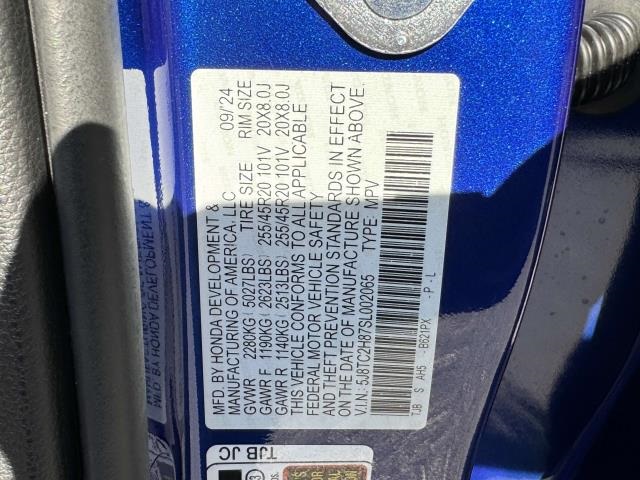 MFD. BY HONDA DEVELOPMENT & 09/'24
MANUFACTURING OF AMERICA, LLC
TIRE SIZE RIM SIZE
GVWR 2280KG( 5027LBS)
GAWR F 1190KG( 2623LBS) 255/45R20 101V 20X8.0J
GAWR R 1140KG( 2513LBS) 255/45R20 101V 20X8.0J
THIS VEHICLE CONFORMS TO ALL APPLICABLE
FEDERAL MOTOR VEHICLE SAFETY
AND THEFT PREVENTION STANDARDS IN EFFECT
ON THE DATE OF MANUFACTURE SHOWN ABOVE.
V.I.N.: 5J8TC2H87SL002065 TYPE: MPV
TJB S AH5 - B621PX - P - L
TJB JC